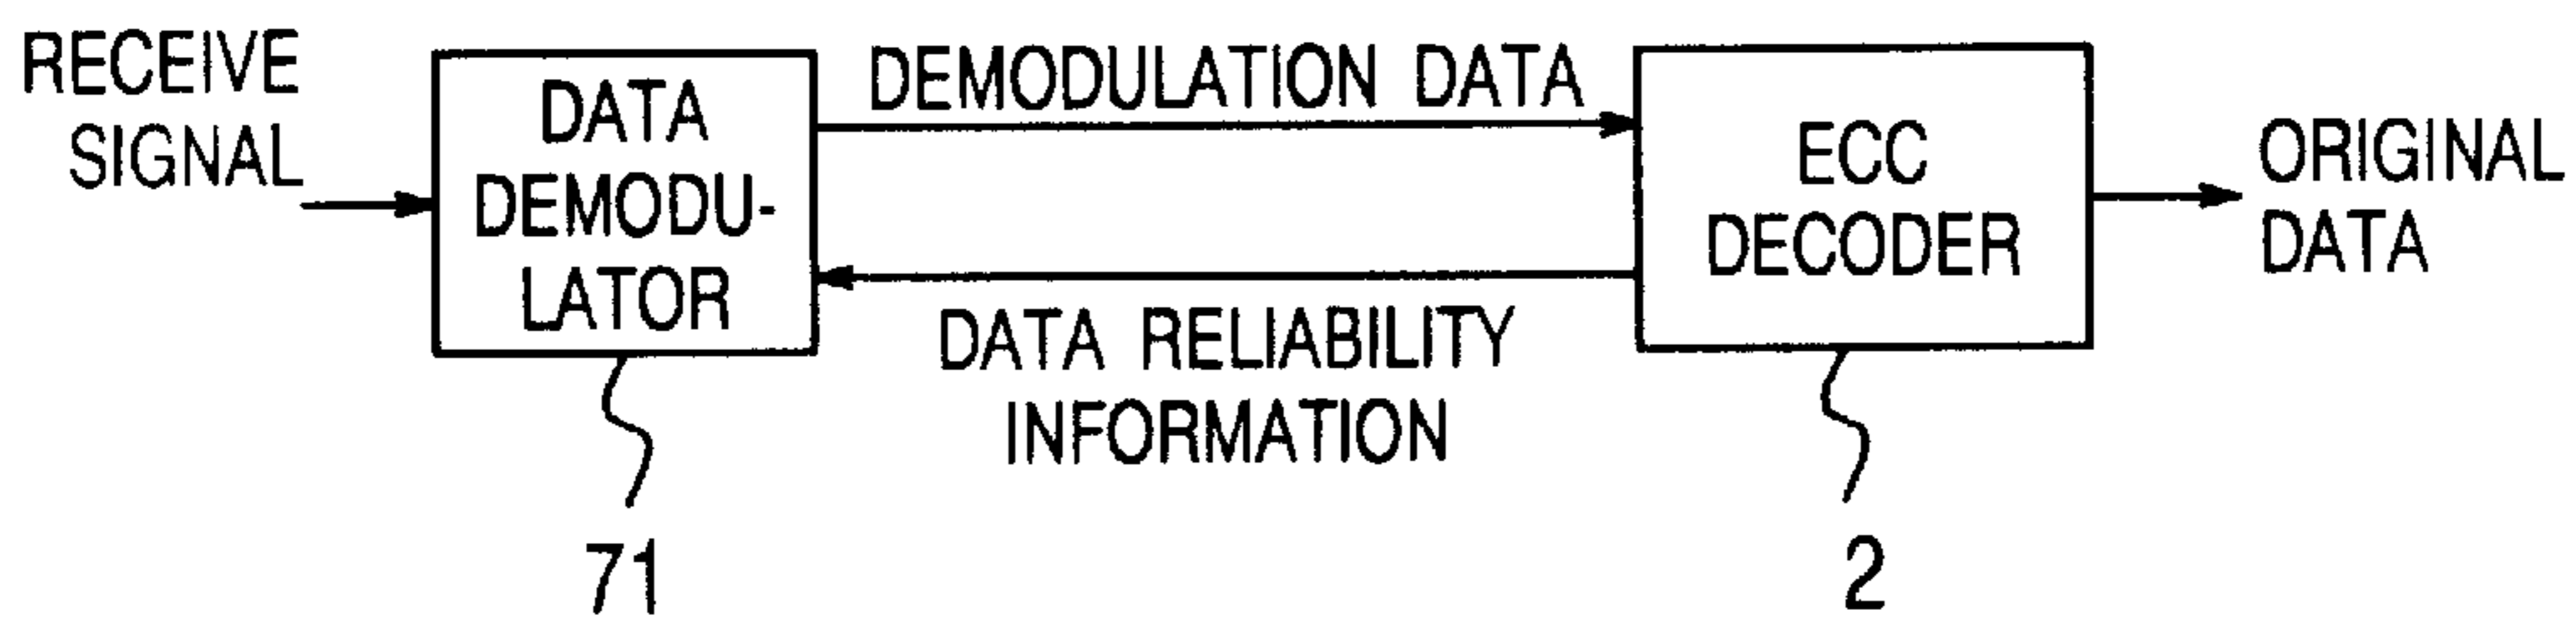 RECEIVE
SIGNAL
DATA
DEMODU-
LATOR
71
DEMODULATION DATA
DATA RELIABILITY
INFORMATION
ECC
DECODER
2
ORIGINAL
DATA